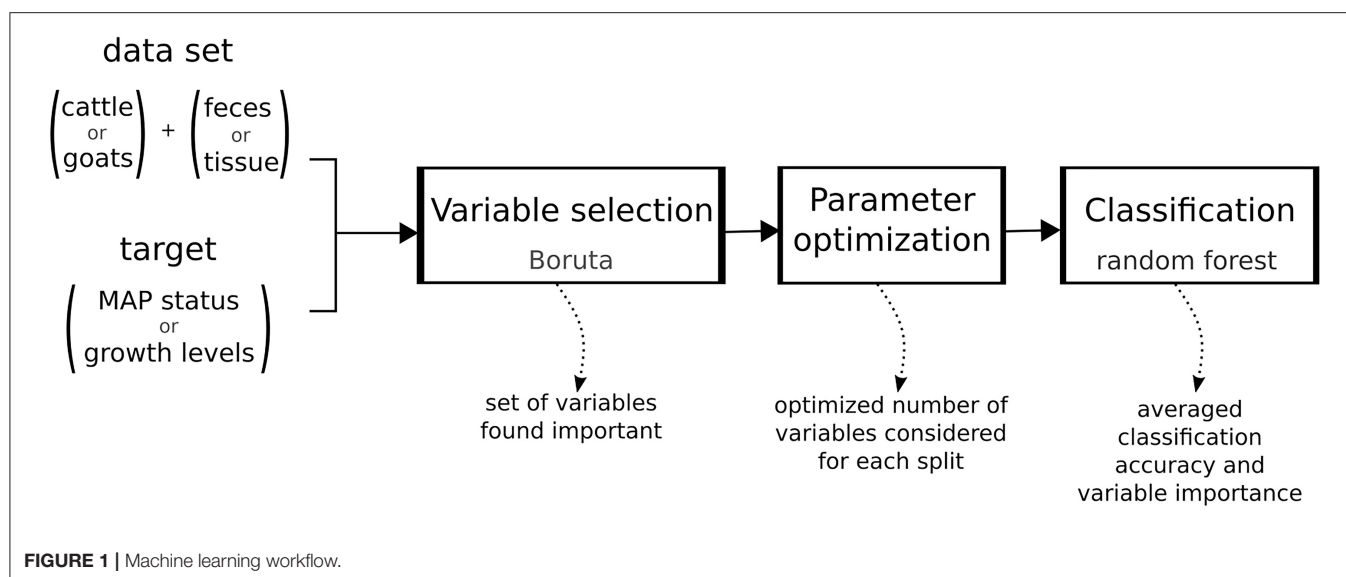 data set
cattle
or
goats
+
feces
or
tissue
target
MAP status
or
growth levels
Variable selection
Boruta
Parameter
optimization
Classification
random forest
set of variables
found important
optimized number of
variables considered
for each split
averaged
classification
accuracy and
variable importance
FIGURE 1 | Machine learning workflow.